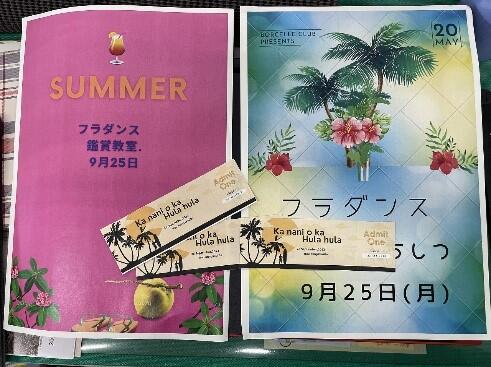 SUMMER
フラダンス
鑑賞教室.
9月25日
BORCELLE CLUB
PRESENTS
20
MAY
フラダンス
しつ
9月25日(月)
Ka nani o ka
Hula hula
Admit
One
Ka nani o ka
Hula hula
Admit
One